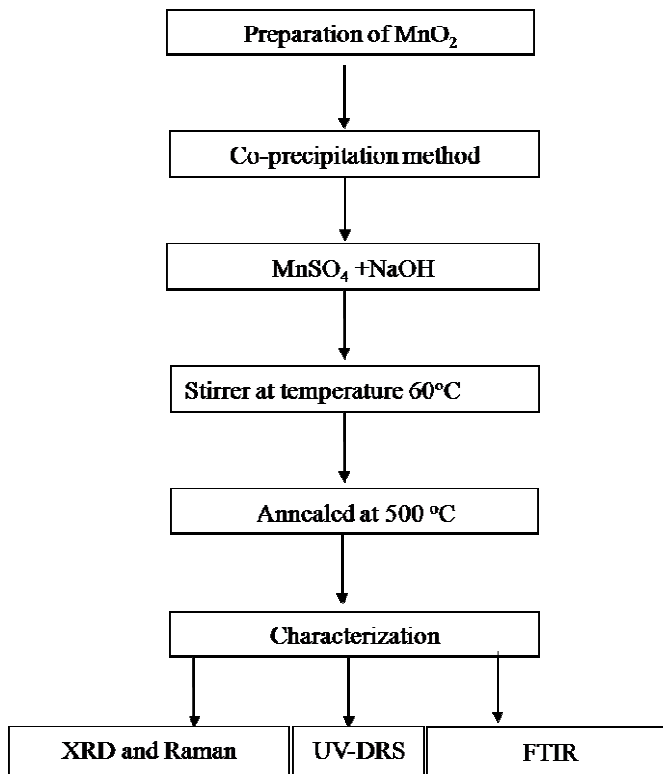 Preparation of MnO₂
Co-precipitation method
MnSO₄ +NaOH
Stirrer at temperature 60°C
Annealed at 500 °C
Characterization
XRD and Raman
UV-DRS
FTIR